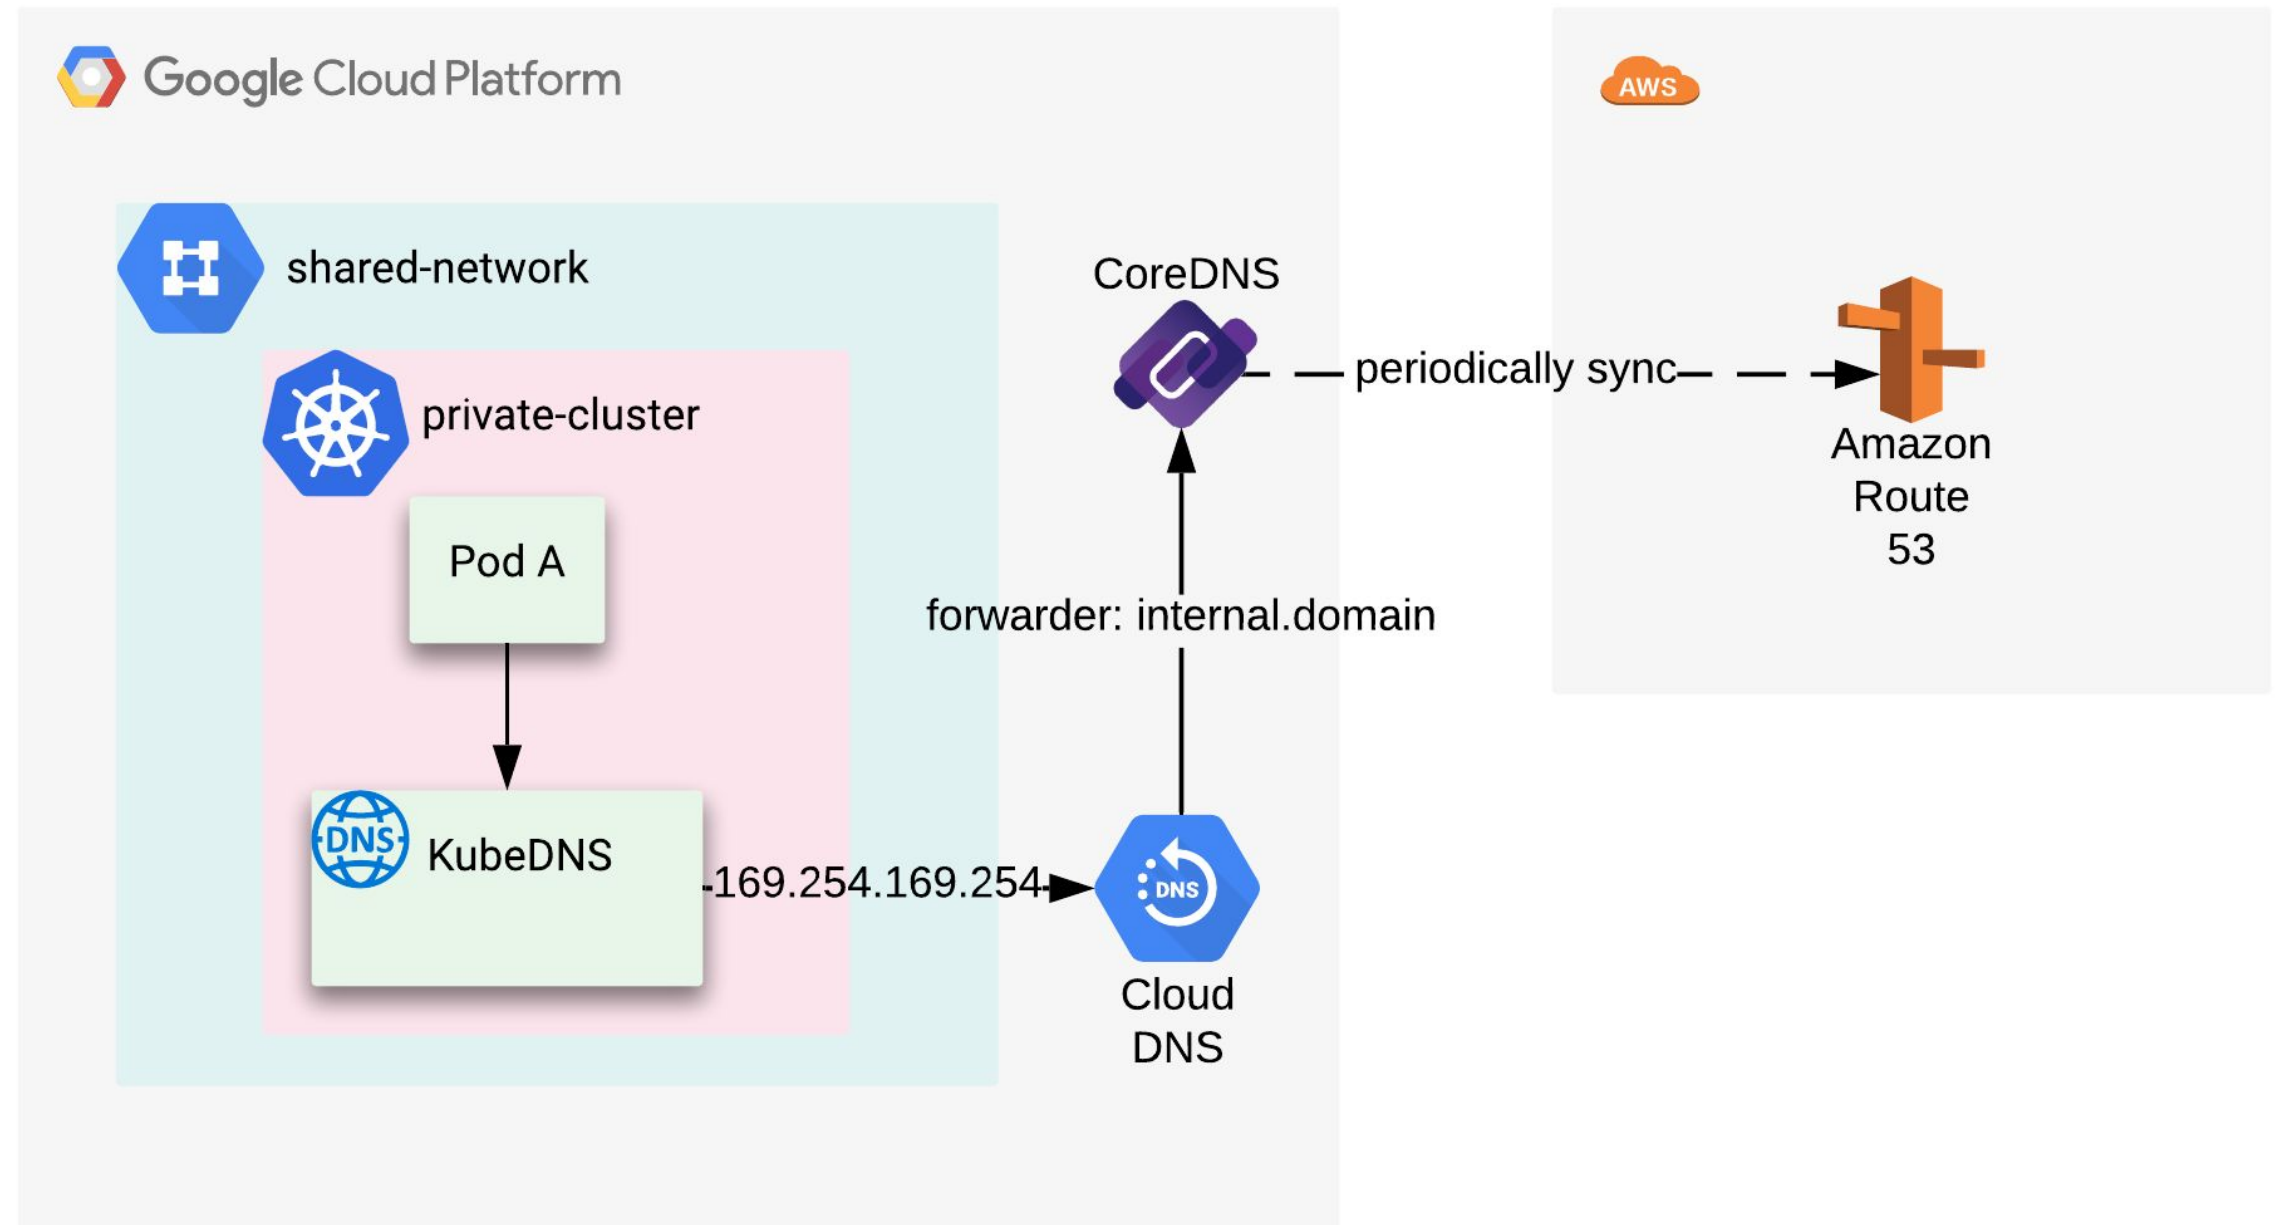 Google Cloud Platform
AWS
shared-network
CoreDNS
private-cluster
periodically sync
Amazon
Route
53
Pod A
forwarder: internal.domain
DNS
KubeDNS
169.254.169.254
DNS
Cloud
DNS